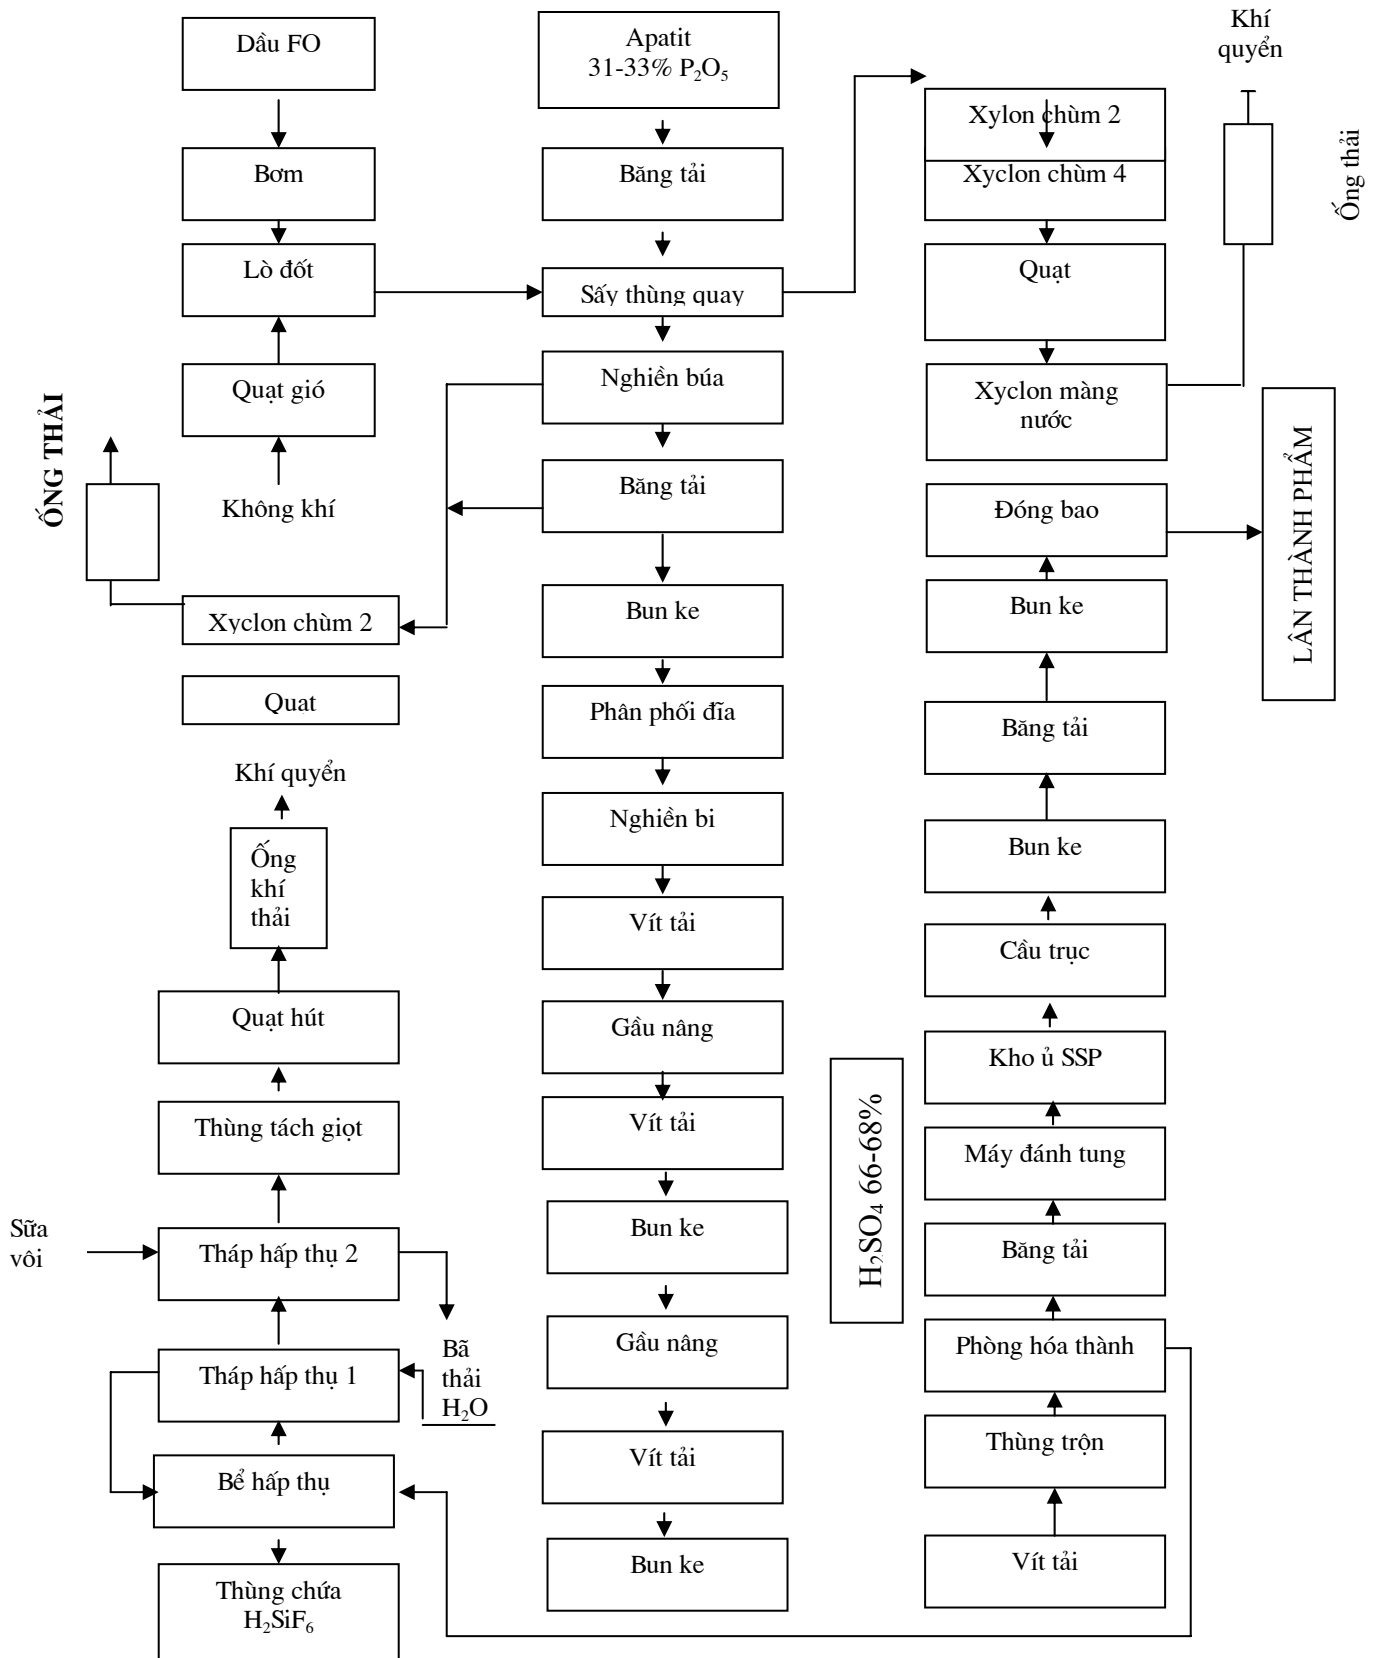 Dầu FO
Apatit
31-33% P₂O₅
Khí
quyển
Xylon chùm 2
Bơm
Băng tải
Xyclon chùm 4
Ống thải
Lò đốt
Sấy thùng quay
Quạt
Quạt gió
Nghiền búa
Xyclon màng
nước
ỐNG THẢI
Không khí
Băng tải
Đóng bao
LÂN THÀNH PHẨM
Xyclon chùm 2
Bun ke
Bun ke
Quạt
Phân phối đĩa
Băng tải
Khí quyển
Nghiền bi
Bun ke
Ống
khí
thải
Vít tải
Cầu trục
Quạt hút
Gầu nâng
Kho ủ SSP
Thùng tách giọt
Vít tải
H₂SO₄ 66-68%
Máy đánh tung
Sữa
vôi
Tháp hấp thụ 2
Bun ke
Băng tải
Tháp hấp thụ 1
Bã
thải
H₂O
Gầu nâng
Phòng hóa thành
Bể hấp thụ
Vít tải
Thùng trộn
Thùng chứa
H₂SiF₆
Bun ke
Vít tải